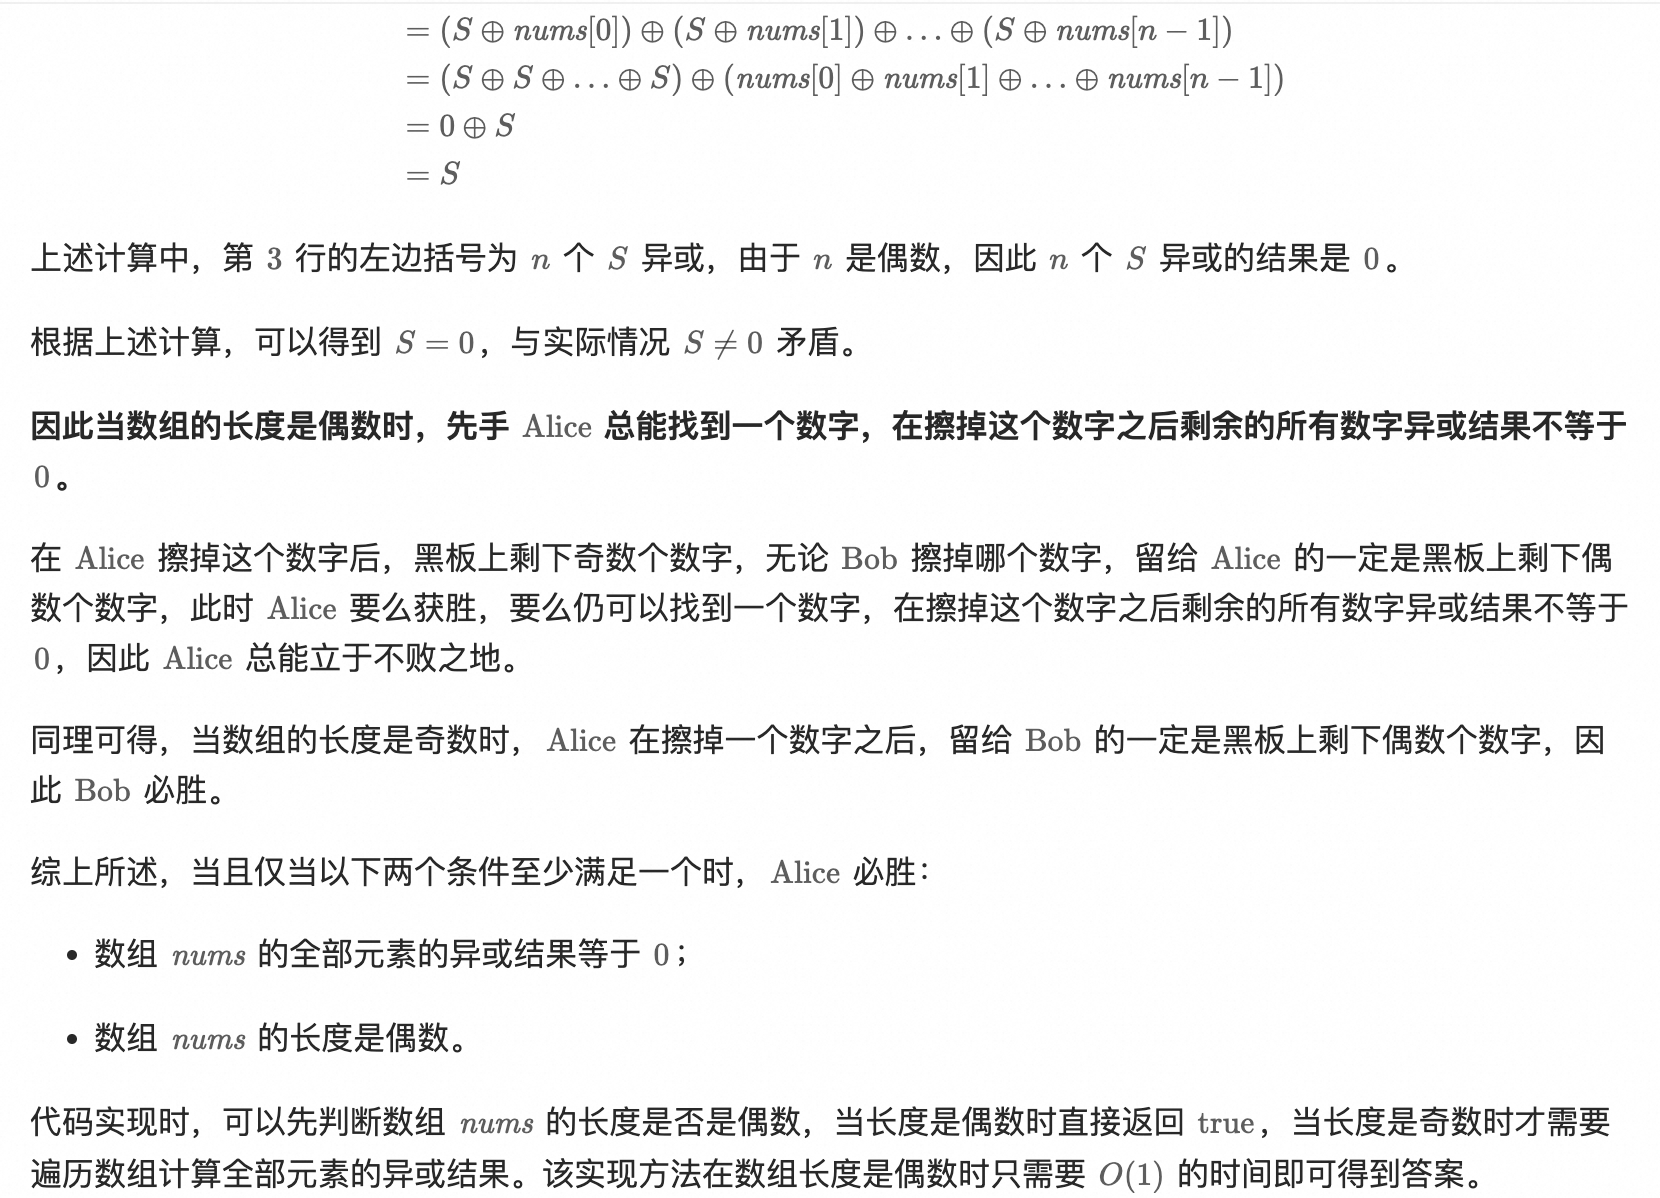 = (S ⊕ nums[0]) ⊕ (S ⊕ nums[1]) ⊕ … ⊕ (S ⊕ nums[n − 1])
= (S ⊕ S ⊕ … ⊕ S) ⊕ (nums[0] ⊕ nums[1] ⊕ … ⊕ nums[n − 1])
= 0 ⊕ S
= S
上述计算中，第 3 行的左边括号为 n 个 S 异或，由于 n 是偶数，因此 n 个 S 异或的结果是 0。
根据上述计算，可以得到 S = 0，与实际情况 S ≠ 0 矛盾。
因此当数组的长度是偶数时，先手 Alice 总能找到一个数字，在擦掉这个数字之后剩余的所有数字异或结果不等于
0。
在 Alice 擦掉这个数字后，黑板上剩下奇数个数字，无论 Bob 擦掉哪个数字，留给 Alice 的一定是黑板上剩下偶
数个数字，此时 Alice 要么获胜，要么仍可以找到一个数字，在擦掉这个数字之后剩余的所有数字异或结果不等于
0，因此 Alice 总能立于不败之地。
同理可得，当数组的长度是奇数时， Alice 在擦掉一个数字之后，留给 Bob 的一定是黑板上剩下偶数个数字，因
此 Bob 必胜。
综上所述，当且仅当以下两个条件至少满足一个时， Alice 必胜：
• 数组 nums 的全部元素的异或结果等于 0；
• 数组 nums 的长度是偶数。
代码实现时，可以先判断数组 nums 的长度是否是偶数，当长度是偶数时直接返回 true，当长度是奇数时才需要
遍历数组计算全部元素的异或结果。该实现方法在数组长度是偶数时只需要 O(1) 的时间即可得到答案。